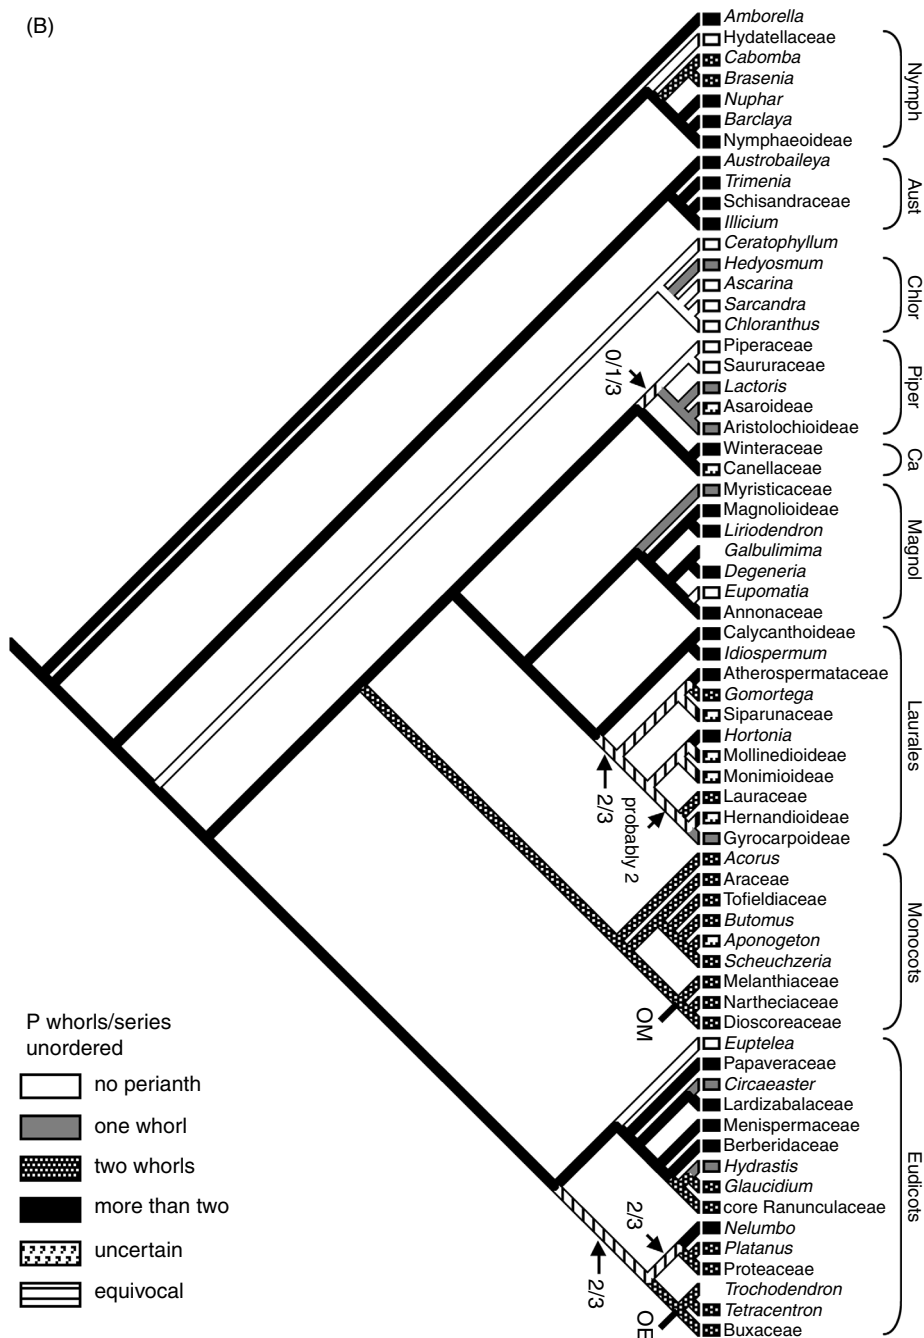 (B)
Amborella
Hydatellaceae
Cabomba
Brasenia
Nuphar
Barclaya
Nymphaeoideae
Austrobaileya
Trimenia
Schisandraceae
Illicium
Ceratophyllum
Hedyosmum
Ascarina
Sarcandra
Chloranthus
Piperaceae
Saururaceae
Lactoris
Asaroideae
Aristolochioideae
Winteraceae
Canellaceae
Myristicaceae
Magnolioideae
Liriodendron
Galbulimima
Degeneria
Eupomatia
Annonaceae
Calycanthoideae
Idiospermum
Atherospermataceae
Gomortega
Siparunaceae
Hortonia
Mollinedioideae
Monimioideae
Lauraceae
Hernandioideae
Gyrocarpoideae
Acorus
Araceae
Tofieldiaceae
Butomus
Aponogeton
Scheuchzeria
Melanthiaceae
Nartheciaceae
Dioscoreaceae
Euptelea
Papaveraceae
Circaeaster
Lardizabalaceae
Menispermaceae
Berberidaceae
Hydrastis
Glaucidium
core Ranunculaceae
Nelumbo
Platanus
Proteaceae
Trochodendron
Tetracentron
Buxaceae
Nymph
Aust
Chlor
Piper
Ca
Magnol
Laurales
Monocots
Eudicots
0/1/3
2/3
probably 2
OM
2/3
2/3
OE
P whorls/series
unordered
no perianth
one whorl
two whorls
more than two
uncertain
equivocal